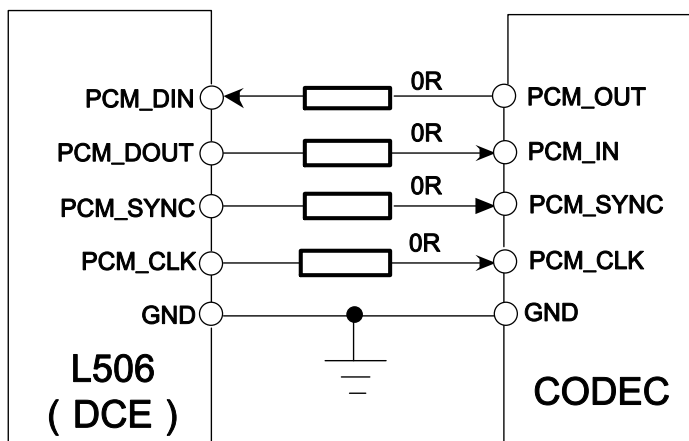 PCM_DIN 0R PCM_OUT
PCM_DOUT 0R PCM_IN
PCM_SYNC 0R PCM_SYNC
PCM_CLK 0R PCM_CLK
GND GND
L506
( DCE )
CODEC